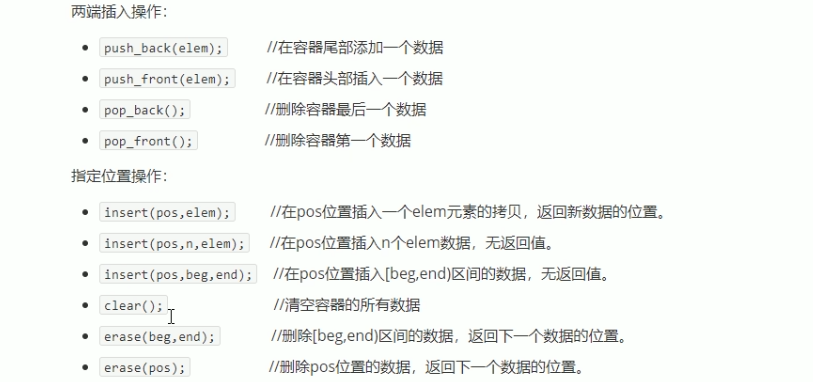 两端插入操作：
push_back(elem); //在容器尾部添加一个数据
push_front(elem); //在容器头部插入一个数据
pop_back(); //删除容器最后一个数据
pop_front(); //删除容器第一个数据
指定位置操作：
insert(pos,elem); //在pos位置插入一个elem元素的拷贝，返回新数据的位置。
insert(pos,n,elem); //在pos位置插入n个elem数据，无返回值。
insert(pos,beg,end); //在pos位置插入[beg,end)区间的数据，无返回值。
clear(); //清空容器的所有数据
erase(beg,end); //删除[beg,end)区间的数据，返回下一个数据的位置。
erase(pos); //删除pos位置的数据，返回下一个数据的位置。